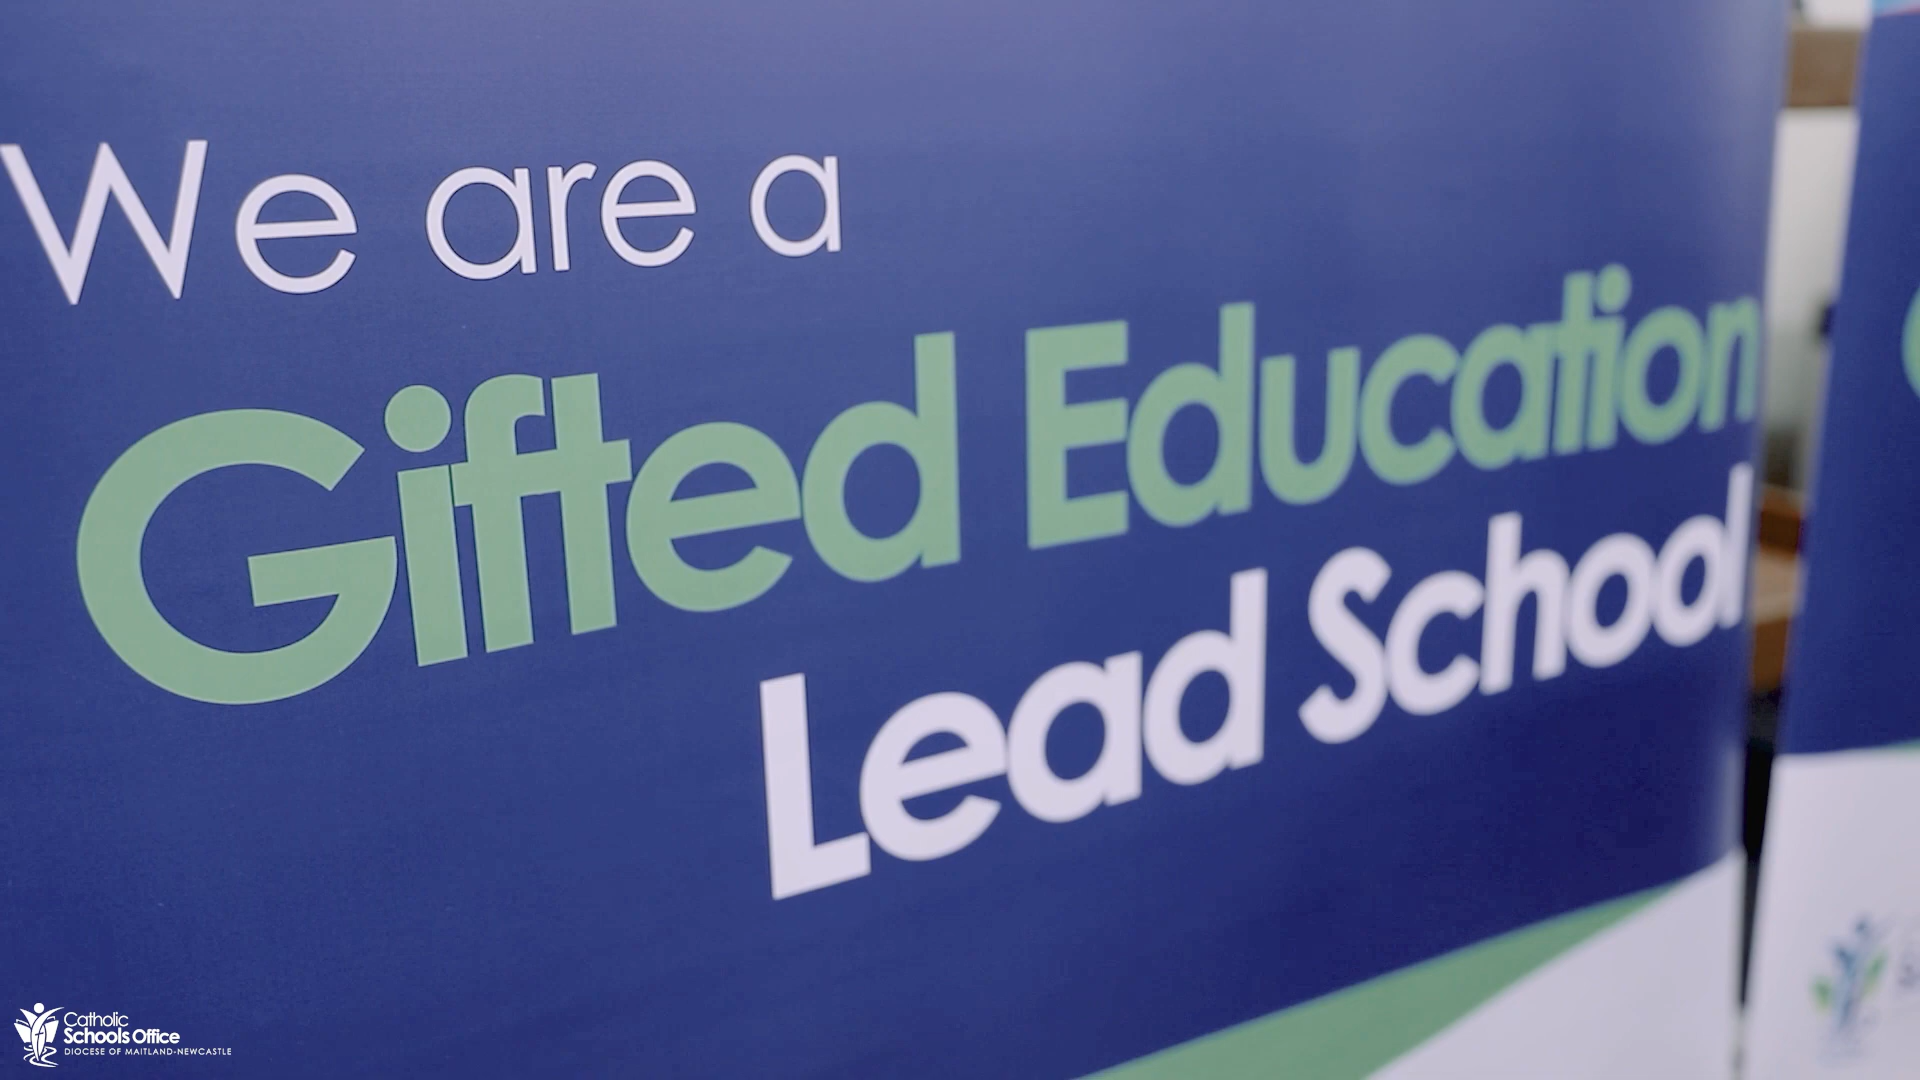 We are a
Gifted Education
Lead School
Catholic
Schools Office
DIOCESE OF MAITLAND-NEWCASTLE